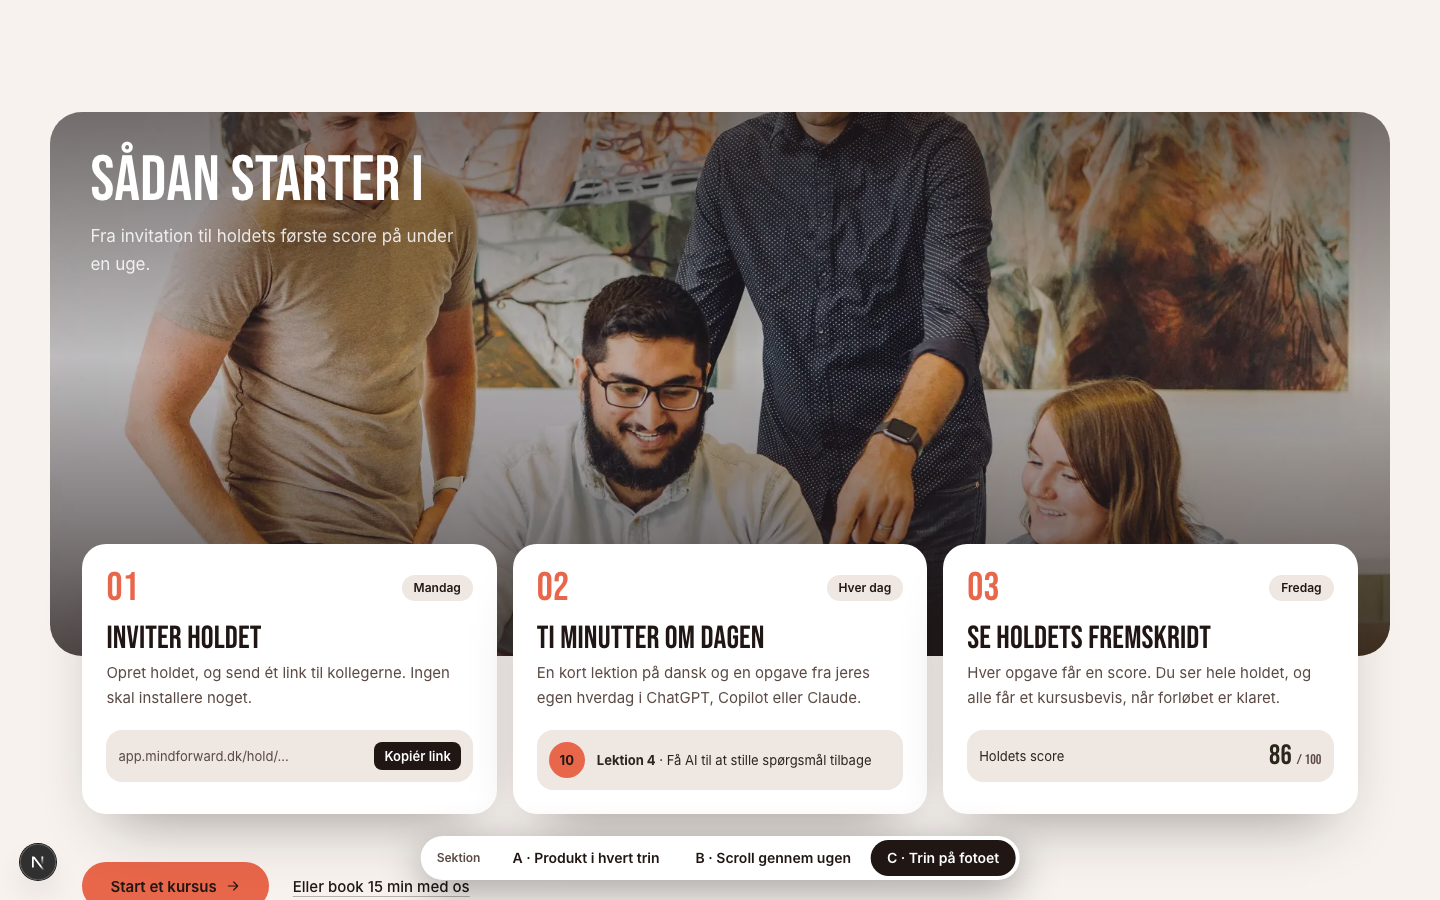 SÅDAN STARTER I
Fra invitation til holdets første score på under
en uge.
01
Mandag
INVITER HOLDET
Opret holdet, og send ét link til kollegerne. Ingen
skal installere noget.
app.mindforward.dk/hold/...
Kopiér link
02
Hver dag
TI MINUTTER OM DAGEN
En kort lektion på dansk og en opgave fra jeres
egen hverdag i ChatGPT, Copilot eller Claude.
10
Lektion 4 · Få AI til at stille spørgsmål tilbage
03
Fredag
SE HOLDETS FREMSKRIDT
Hver opgave får en score. Du ser hele holdet, og
alle får et kursusbevis, når forløbet er klaret.
Holdets score
86 / 100
Sektion
A · Produkt i hvert trin
B · Scroll gennem ugen
C · Trin på fotoet
N
Start et kursus →
Eller book 15 min med os